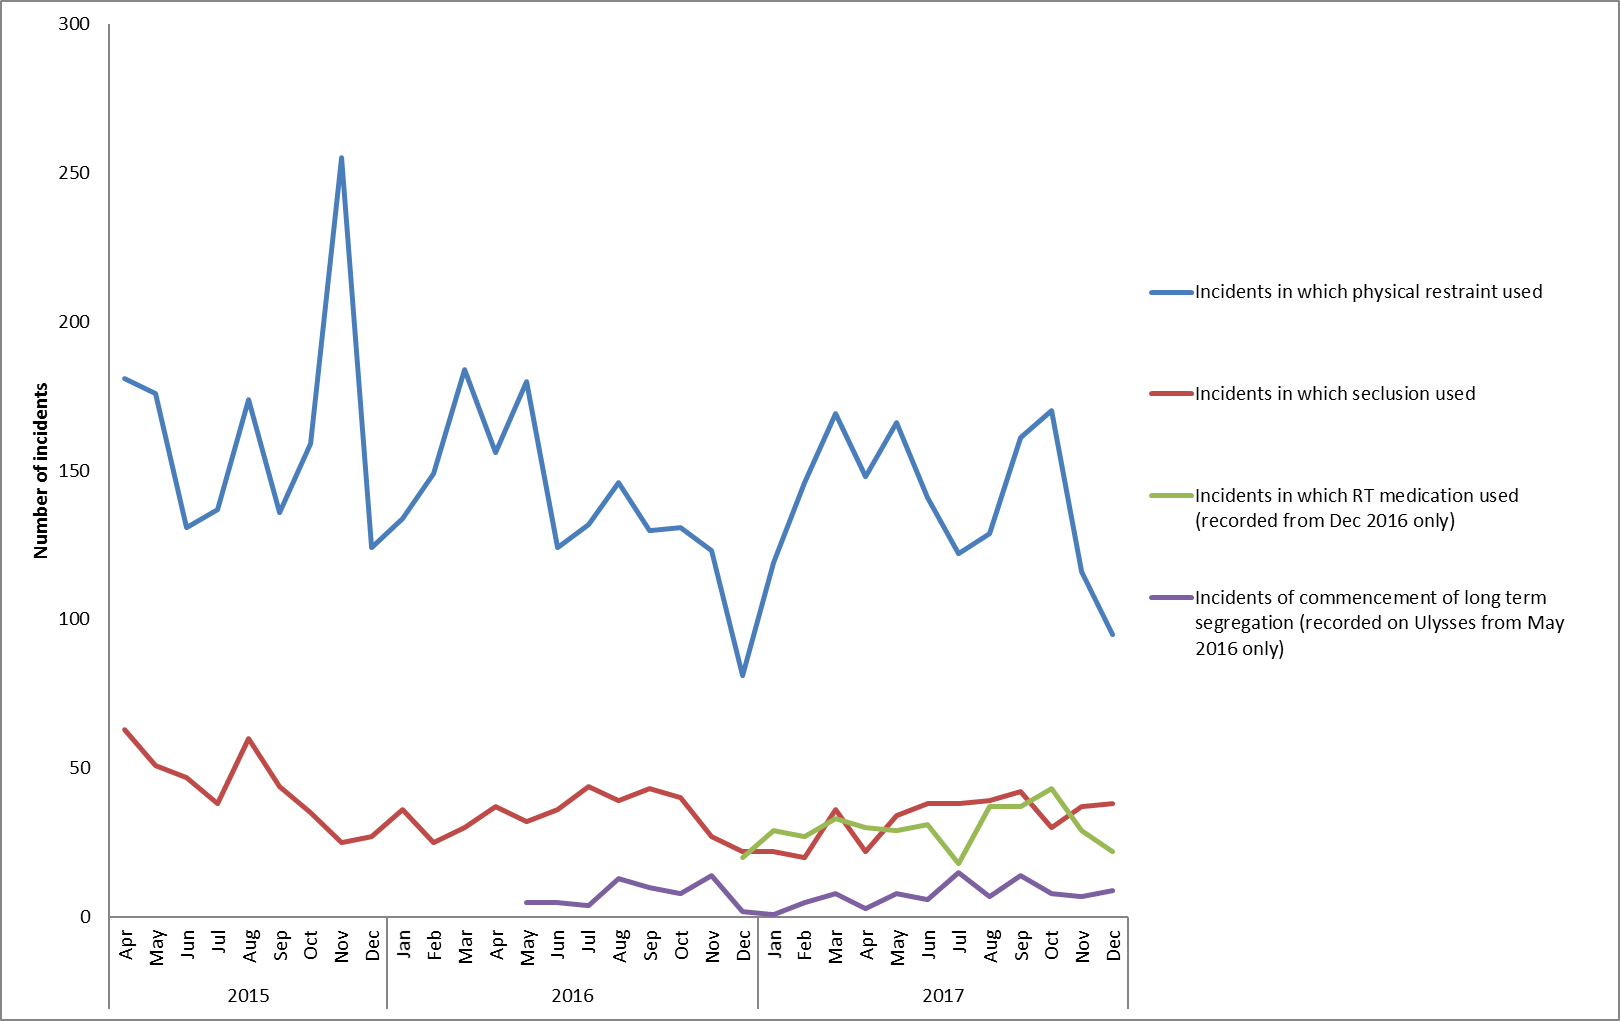 300
250
200
150
100
50
0
Number of incidents
Apr
May
Jun
Jul
Aug
Sep
Oct
Nov
Dec
Jan
Feb
Mar
Apr
May
Jun
Jul
Aug
Sep
Oct
Nov
Dec
Jan
Feb
Mar
Apr
May
Jun
Jul
Aug
Sep
Oct
Nov
Dec
2015
2016
2017
Incidents in which physical restraint used
Incidents in which seclusion used
Incidents in which RT medication used
(recorded from Dec 2016 only)
Incidents of commencement of long term
segregation (recorded on Ulysses from May
2016 only)